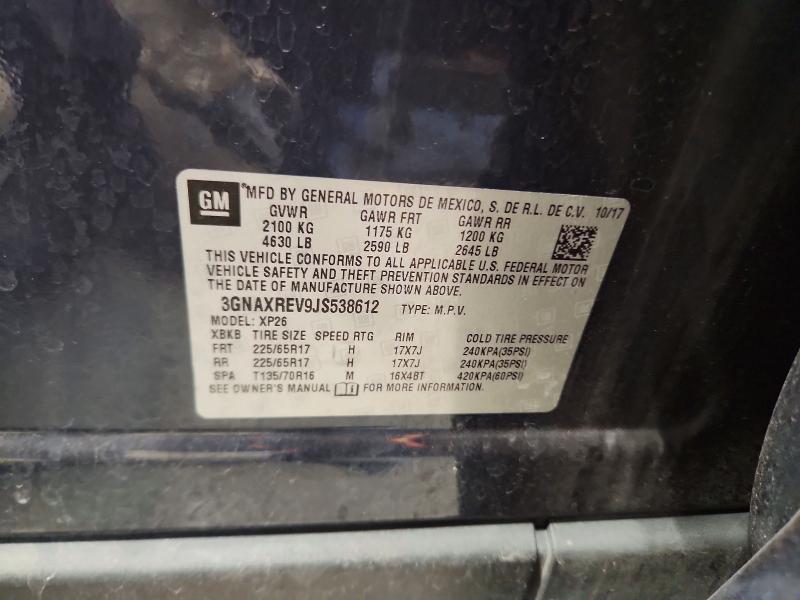 GM ®MFD BY GENERAL MOTORS DE MEXICO, S. DE R.L. DE C.V. 10/17
GVWR GAWR FRT GAWR RR
2100 KG 1175 KG 1200 KG
4630 LB 2590 LB 2645 LB
THIS VEHICLE CONFORMS TO ALL APPLICABLE U.S. FEDERAL MOTOR
VEHICLE SAFETY AND THEFT PREVENTION STANDARDS IN EFFECT ON
THE DATE OF MANUFACTURE SHOWN ABOVE.
3GNAXREV9JS538612 TYPE: M.P.V.
MODEL: XP26
XBKB TIRE SIZE SPEED RTG RIM COLD TIRE PRESSURE
FRT 225/65R17 H 17X7J 240KPA(35PSI)
RR 225/65R17 H 17X7J 240KPA(35PSI)
SPA T135/70R16 M 16X4BT 420KPA(60PSI)
SEE OWNER'S MANUAL FOR MORE INFORMATION.